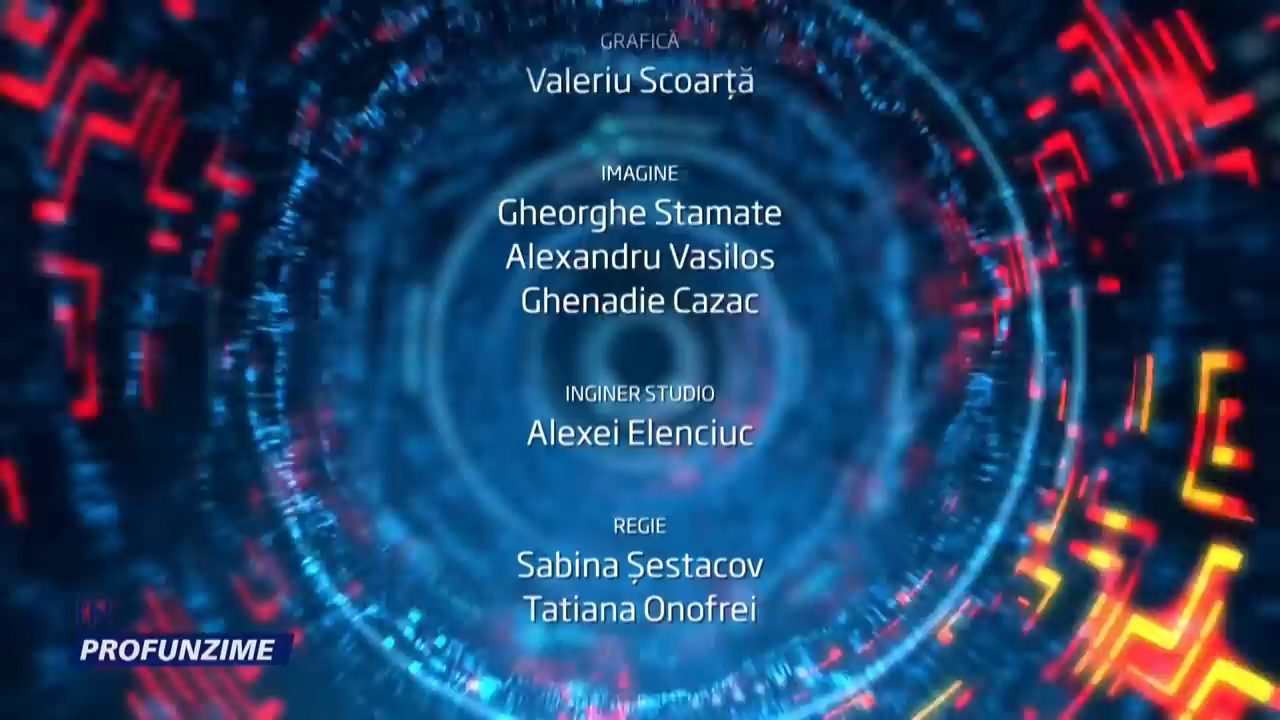 GRAFICĂ
Valeriu Scoarță
IMAGINE
Gheorghe Stamate
Alexandru Vasilos
Ghenadie Cazac
INGINER STUDIO
Alexei Elenciuc
REGIE
Sabina Șestacov
Tatiana Onofrei
ÎN
PROFUNZIME